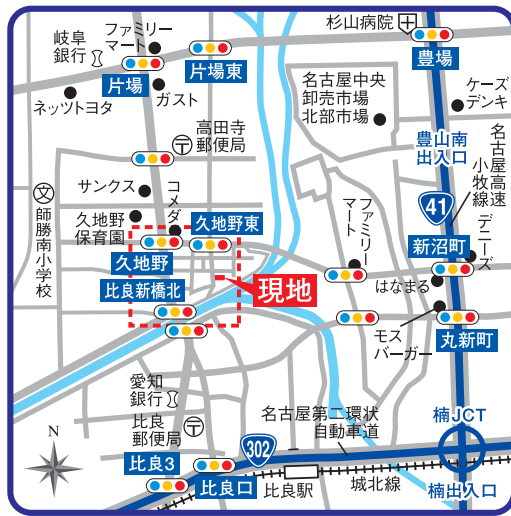 杉山病院
岐阜
銀行
ファミリー
マート
片場
片場東
豊場
ネッツトヨタ
ガスト
名古屋中央
卸売市場
北部市場
ケーズ
デンキ
高田寺
郵便局
豊山南
出入口
名古屋高速
小牧線
サンクス
コメダ
久地野
保育園
師勝南小学校
文
久地野東
ファミリー
マート
41
デニーズ
久地野
新沼町
比良新橋北
現地
はなまる
モス
バーガー
丸新町
愛知
銀行
比良
郵便局
名古屋第二環状
自動車道
楠JCT
N
302
比良3
比良口
比良駅
城北線
楠出入口